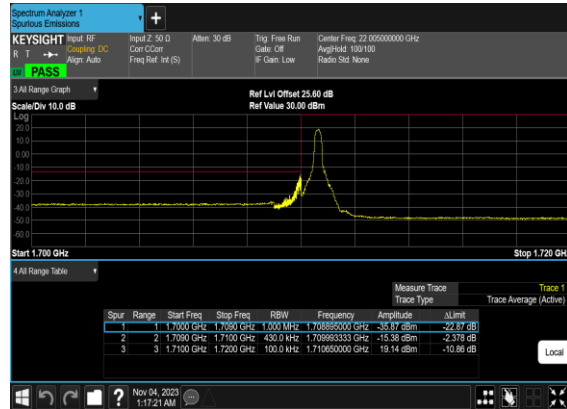 Spectrum Analyzer 1
Spurious Emissions
+
KEYSIGHT Input: RF Input Z: 50 Ω Atten: 30 dB Trig: Free Run Center Freq: 22.005000000 GHz
R T Coupling: DC Corr CCorr Gate: Off Avg|Hold: 100/100
Align: Auto Freq Ref: Int (S) IF Gain: Low Radio Std: None
LW PASS
3 All Range Graph
Ref Lvl Offset 25.60 dB
Scale/Div 10.0 dB Ref Value 30.00 dBm
Log
20.0
10.0
0.00
-10.0
-20.0
-30.0
-40.0
-50.0
-60.0
Start 1.700 GHz Stop 1.720 GHz
4 All Range Table
Measure Trace Trace 1
Trace Type Trace Average (Active)
Spur Range Start Freq Stop Freq RBW Frequency Amplitude ΔLimit
1 1 1.7000 GHz 1.7090 GHz 1.000 MHz 1.708895000 GHz -35.87 dBm -22.87 dB
2 2 1.7090 GHz 1.7100 GHz 430.0 kHz 1.709993333 GHz -15.38 dBm -2.378 dB
3 3 1.7100 GHz 1.7200 GHz 100.0 kHz 1.710650000 GHz 19.14 dBm -10.86 dB
Local
? Nov 04, 2023
1:17:21 AM